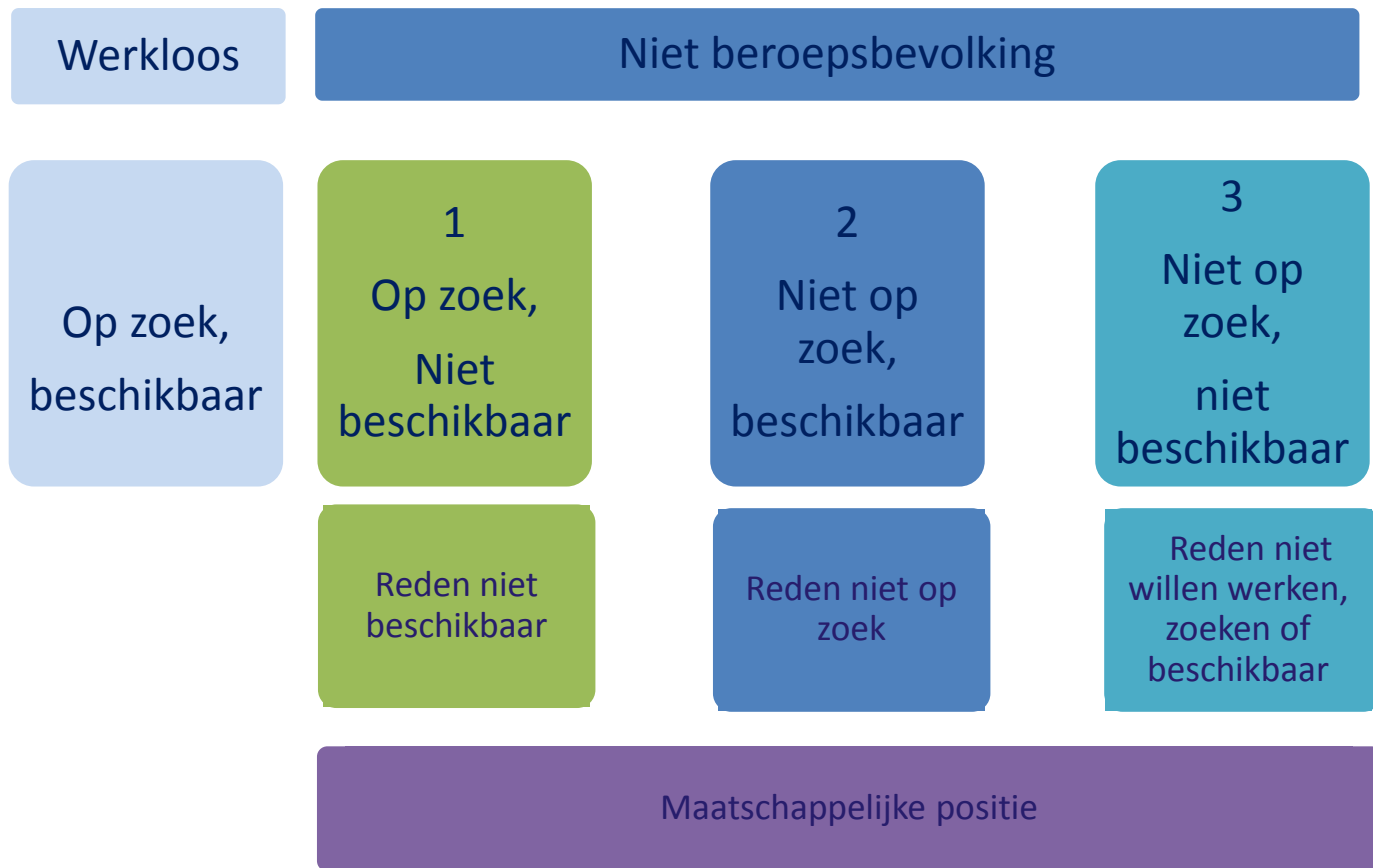 Werkloos
Niet beroepsbevolking
Op zoek,
beschikbaar
1
Op zoek,
Niet
beschikbaar
2
Niet op
zoek,
beschikbaar
3
Niet op
zoek,
niet
beschikbaar
Reden niet
beschikbaar
Reden niet op
zoek
Reden niet
willen werken,
zoeken of
beschikbaar
Maatschappelijke positie